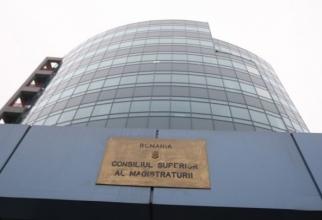 ROMANIA
CONSILIUL SUPERIOR
AL MAGISTRATURII